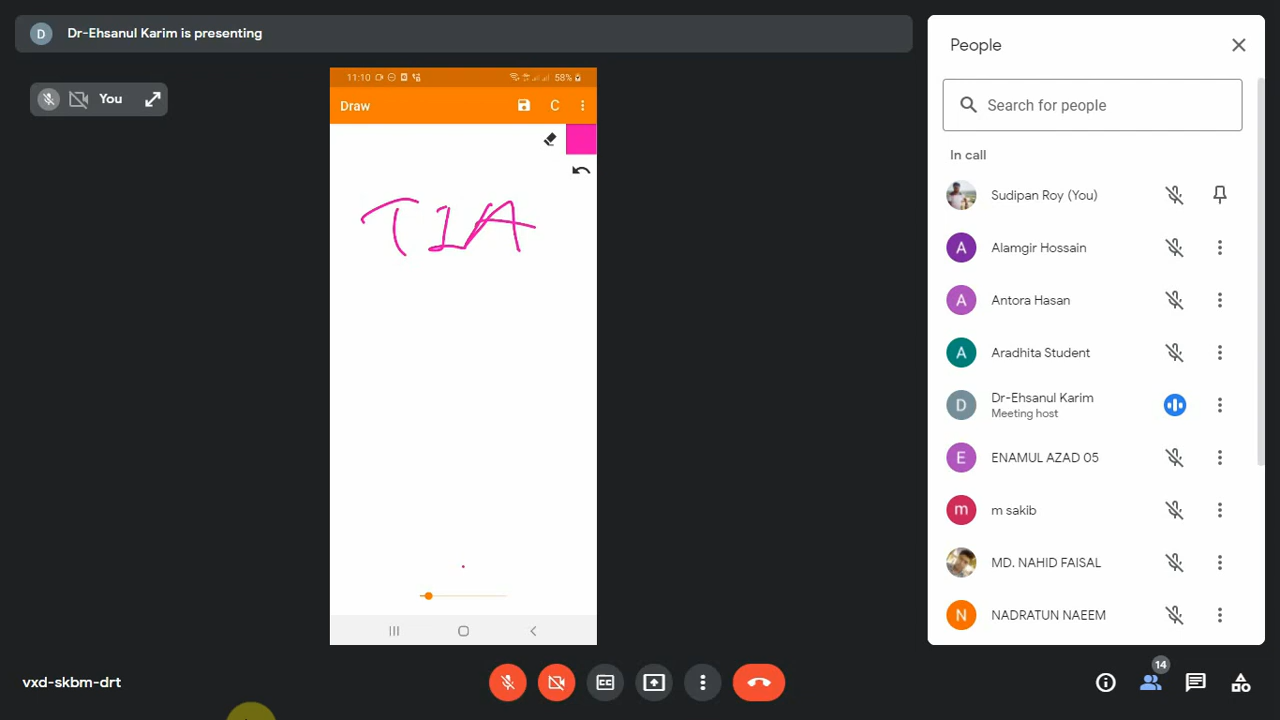 Dr-Ehsanul Karim is presenting
D
You
11:10
58%
Draw
C
TIA
People
Search for people
In call
Sudipan Roy (You)
A
Alamgir Hossain
A
Antora Hasan
A
Aradhita Student
D
Dr-Ehsanul Karim
Meeting host
E
ENAMUL AZAD 05
m
m sakib
MD. NAHID FAISAL
N
NADRATUN NAEEM
vxd-skbm-drt
CC
14